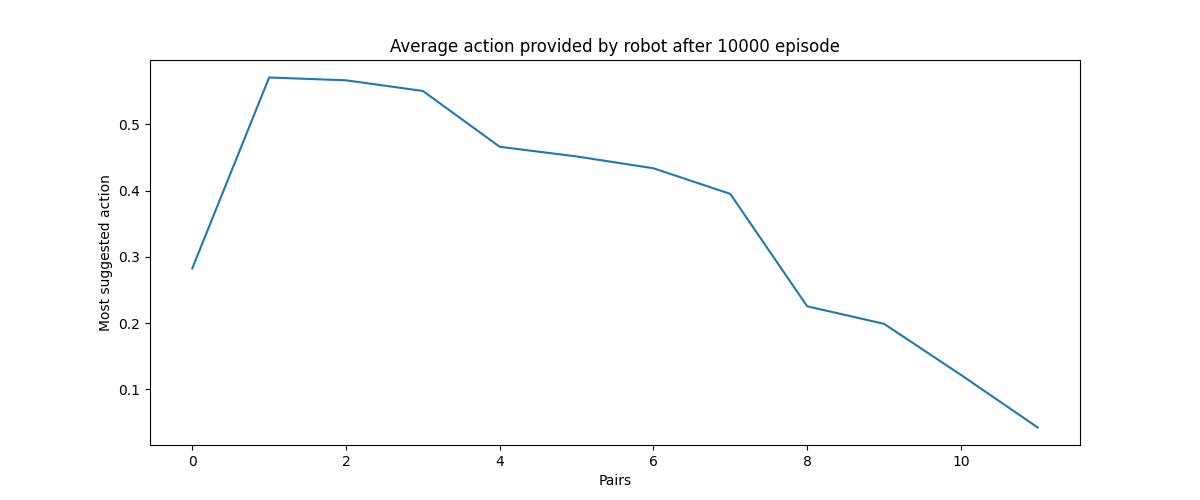 Average action provided by robot after 10000 episode
Most suggested action
0.5
0.4
0.3
0.2
0.1
0 2 4 6 8 10
Pairs